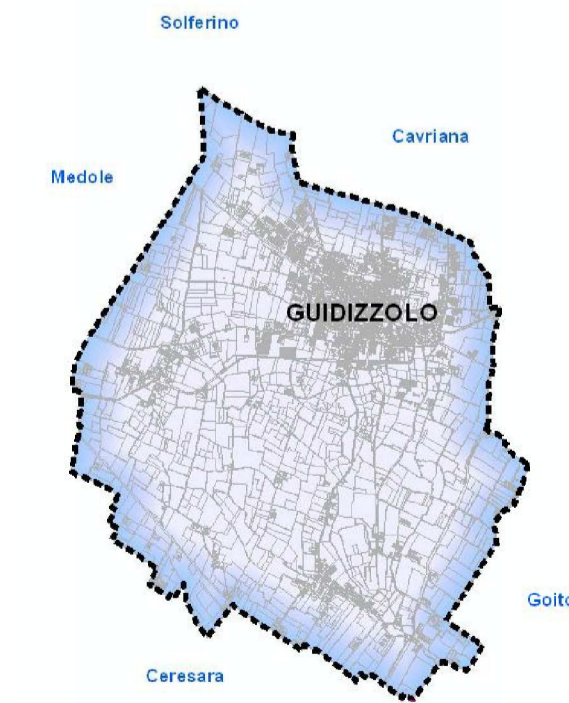 Solferino
Cavriana
Medole
GUIDIZZOLO
Goito
Ceresara